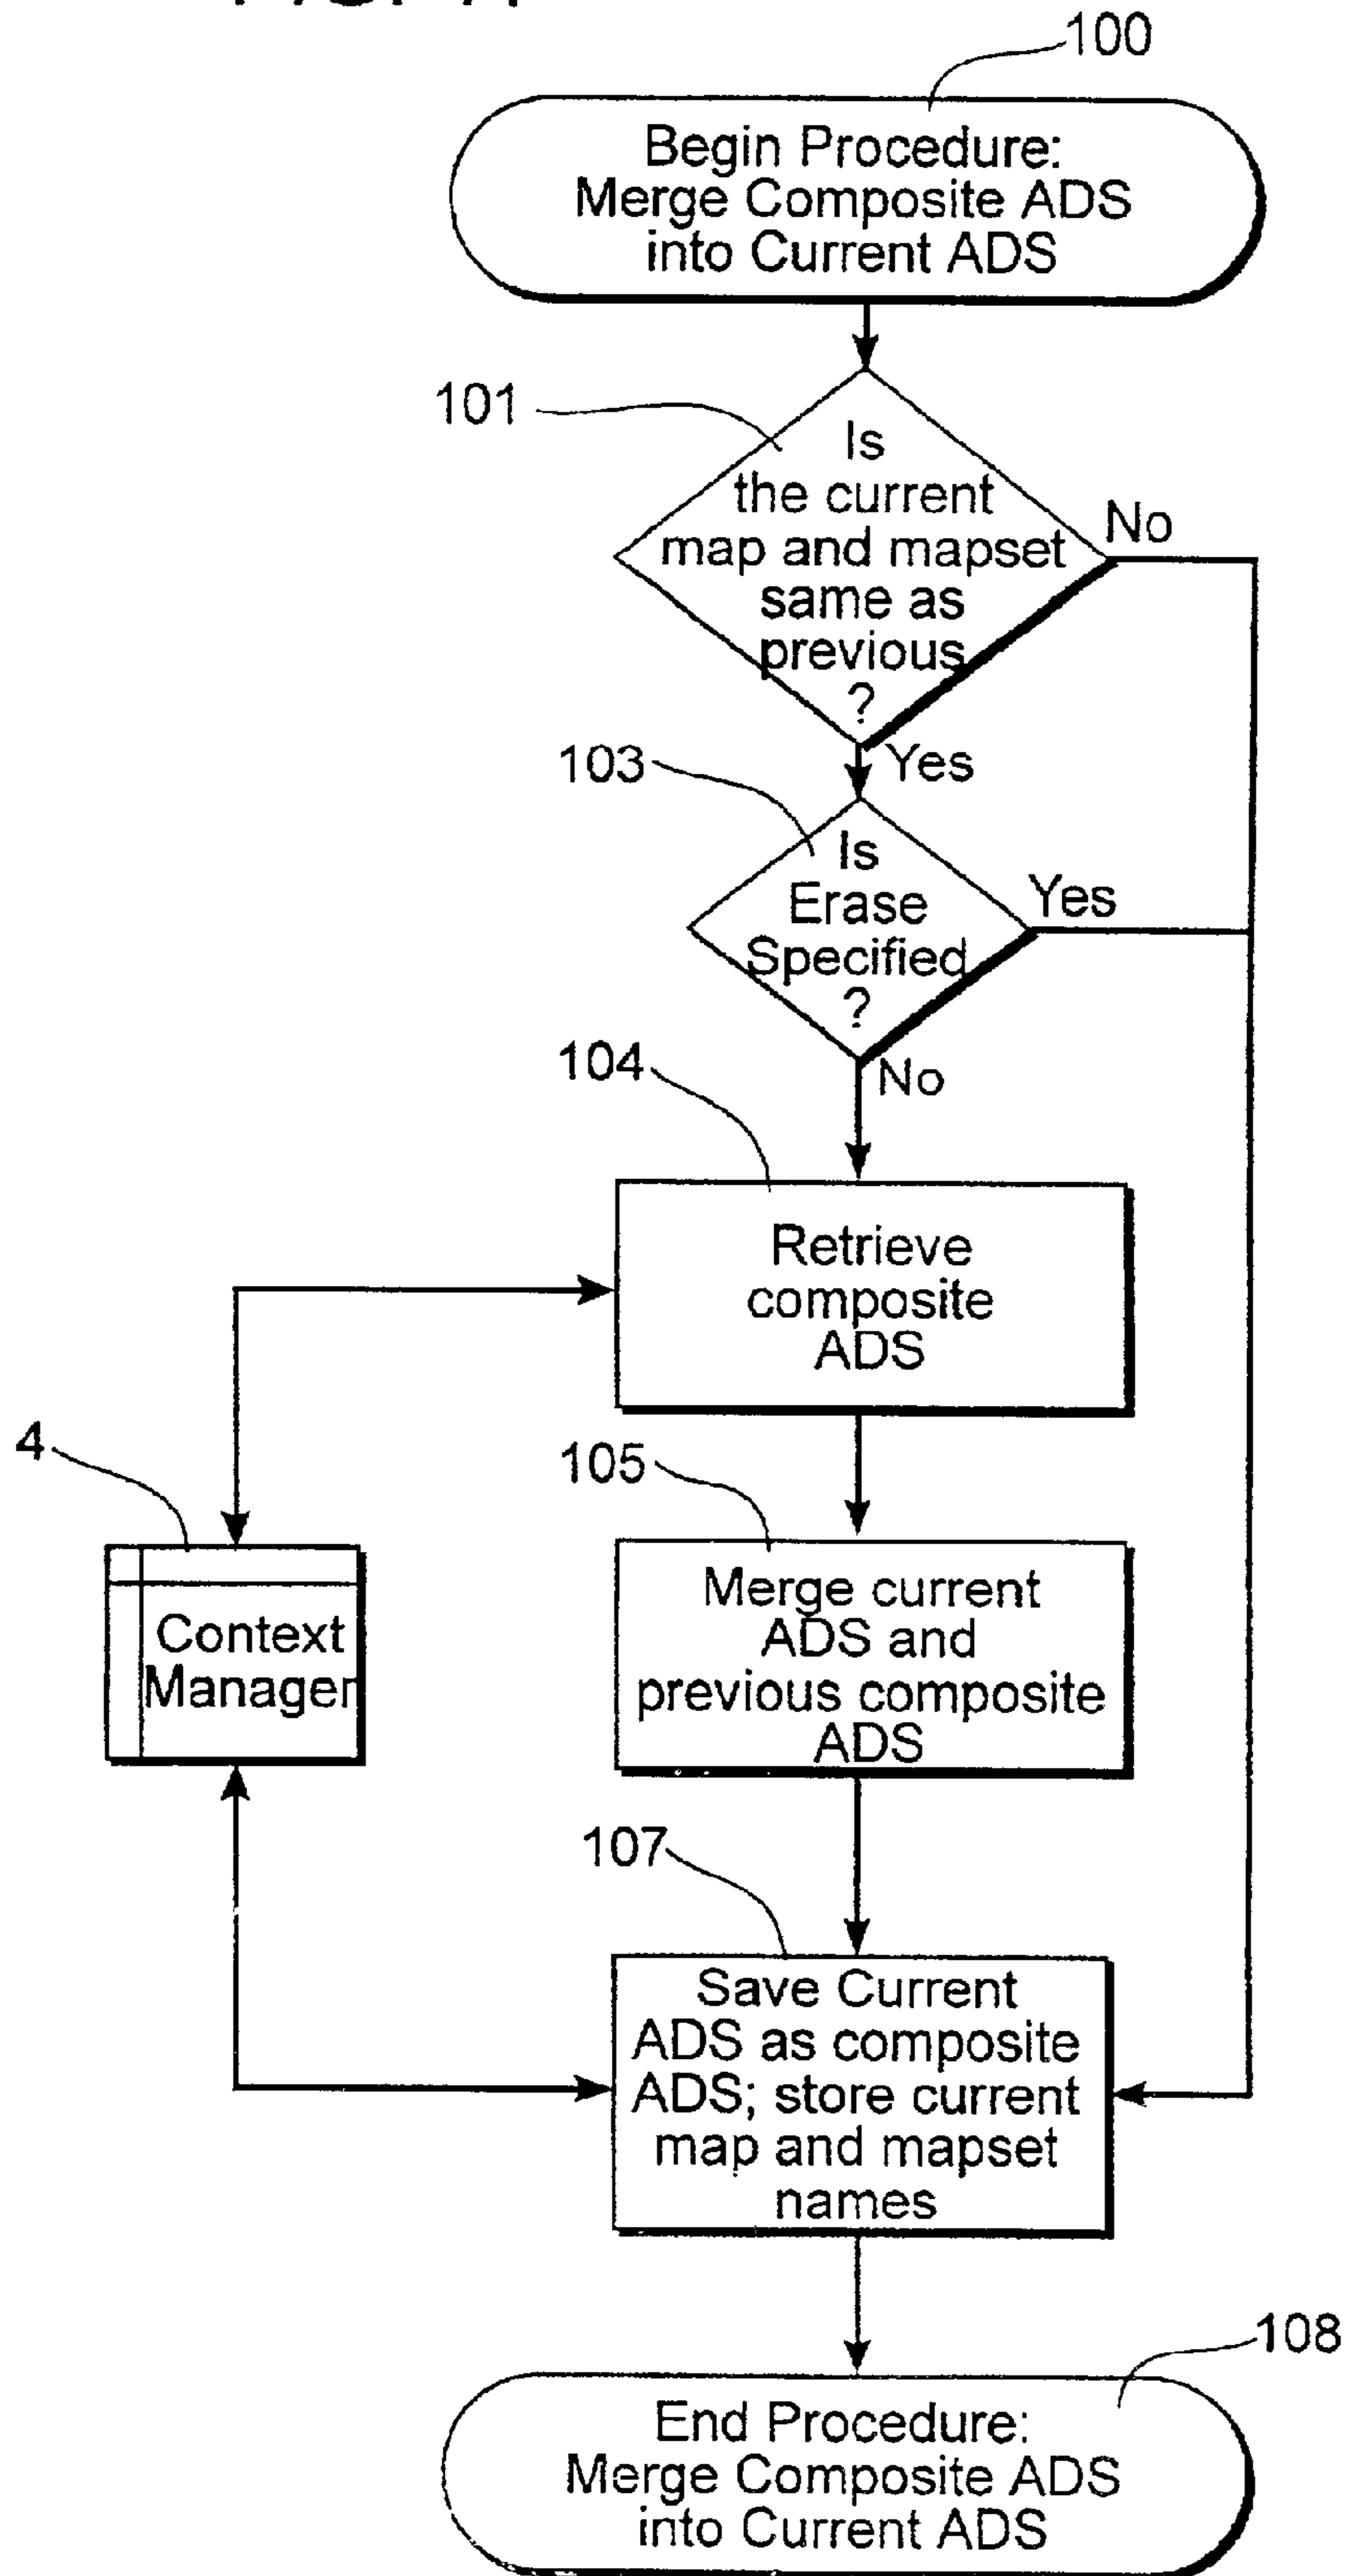 100
Begin Procedure:
Merge Composite ADS
into Current ADS
101
Is
the current
map and mapset
same as
previous
?
No
Yes
103
Is
Erase
Specified
?
Yes
No
104
Retrieve
composite
ADS
4
Context
Manager
105
Merge current
ADS and
previous composite
ADS
107
Save Current
ADS as composite
ADS; store current
map and mapset
names
108
End Procedure:
Merge Composite ADS
into Current ADS